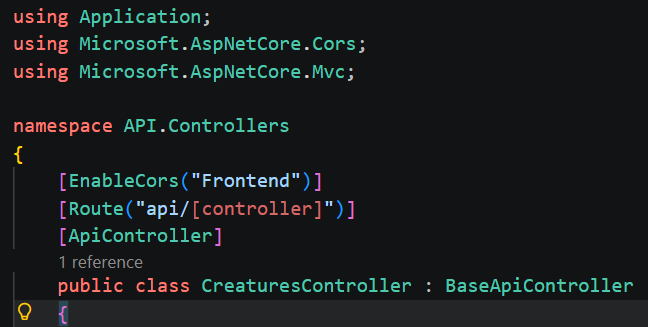 using Application;
using Microsoft.AspNetCore.Cors;
using Microsoft.AspNetCore.Mvc;
namespace API.Controllers
{
[EnableCors("Frontend")]
[Route("api/[controller]")]
[ApiController]
1 reference
public class CreaturesController : BaseApiController
{